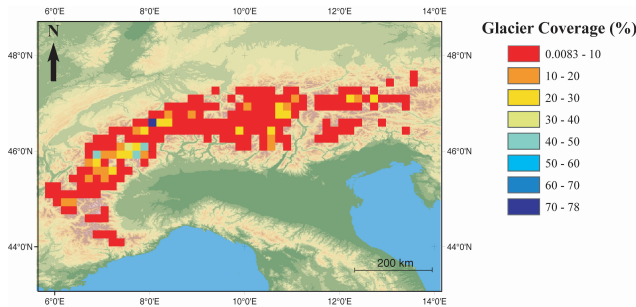 6°0'E 8°0'E 10°0'E 12°0'E 14°0'E
48°0'N 48°0'N
N
46°0'N 46°0'N
44°0'N 44°0'N
200 km
6°0'E 8°0'E 10°0'E 12°0'E 14°0'E
Glacier Coverage (%)
0.0083 - 10
10 - 20
20 - 30
30 - 40
40 - 50
50 - 60
60 - 70
70 - 78